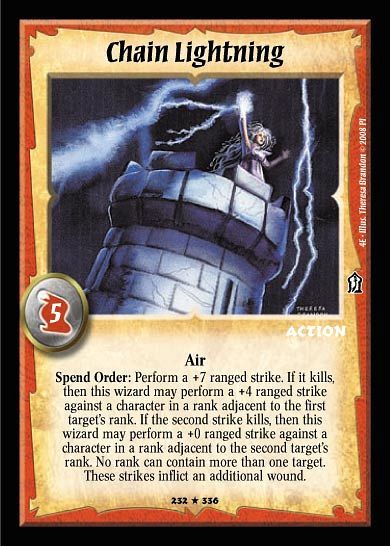 Chain Lightning
4E • Illus. Theresa Brandon © 2008 PI
THERESA
BRANDON
5
ACTION
Air
Spend Order: Perform a +7 ranged strike. If it kills,
then this wizard may perform a +4 ranged strike
against a character in a rank adjacent to the first
target's rank. If the second strike kills, then this
wizard may perform a +0 ranged strike against a
character in a rank adjacent to the second target's
rank. No rank can contain more than one target.
These strikes inflict an additional wound.
232 ★ 336